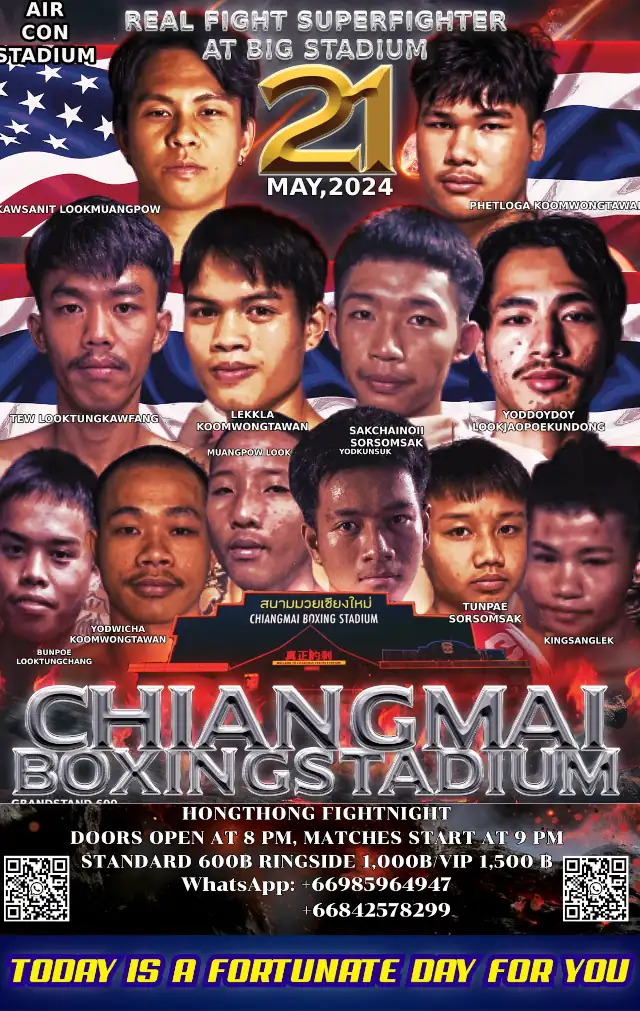 AIR
CON
STADIUM
REAL FIGHT SUPERFIGHTER
AT BIG STADIUM
21
MAY,2024
KAWSANIT LOOKMUANGPOW
PHETLOGA KOOMWONGTAWAN
TEW LOOKTUNGKAWFANG
LEKKLA
KOOMWONGTAWAN
SAKCHAINOII
SORSOMSAK
YODDOYDOY
LOOKJAOPOEKUNDONG
MUANGPOW LOOK
YODKUNSUK
BUNPOE
LOOKTUNGCHANG
YODWICHA
KOOMWONGTAWAN
TUNPAE
SORSOMSAK
KINGSANGLEK
สนามมวยเชียงใหม่
CHIANGMAI BOXING STADIUM
CHIANGMAI
BOXINGSTADIUM
GRANDSTAND 600
HONGTHONG FIGHTNIGHT
DOORS OPEN AT 8 PM, MATCHES START AT 9 PM
STANDARD 600B RINGSIDE 1,000B/VIP 1,500 B
WhatsApp: +66985964947
+66842578299
TODAY IS A FORTUNATE DAY FOR YOU